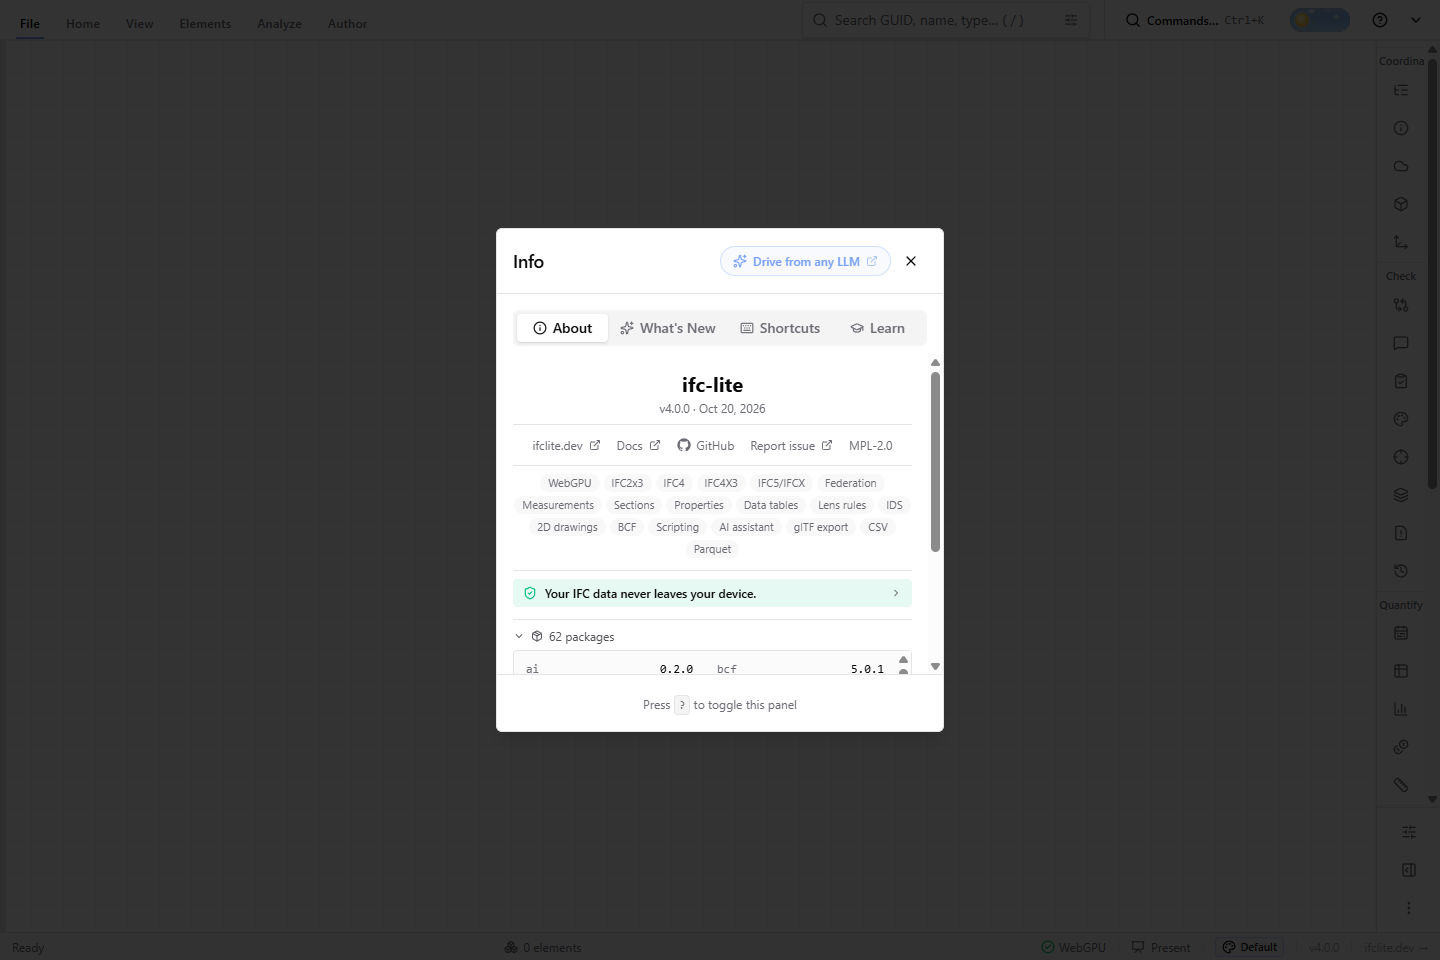 File Home View Elements Analyze Author
Search GUID, name, type... ( / )
Commands... Ctrl+K
Coordina
Check
Quantify
Info
Drive from any LLM
About What's New Shortcuts Learn
ifc-lite
v4.0.0 · Oct 20, 2026
ifclite.dev Docs GitHub Report issue MPL-2.0
WebGPU IFC2x3 IFC4 IFC4X3 IFC5/IFCX Federation
Measurements Sections Properties Data tables Lens rules IDS
2D drawings BCF Scripting AI assistant glTF export CSV
Parquet
Your IFC data never leaves your device.
62 packages
ai 0.2.0 bcf 5.0.1
Press ? to toggle this panel
Ready 0 elements WebGPU Present Default v4.0.0 ifclite.dev →